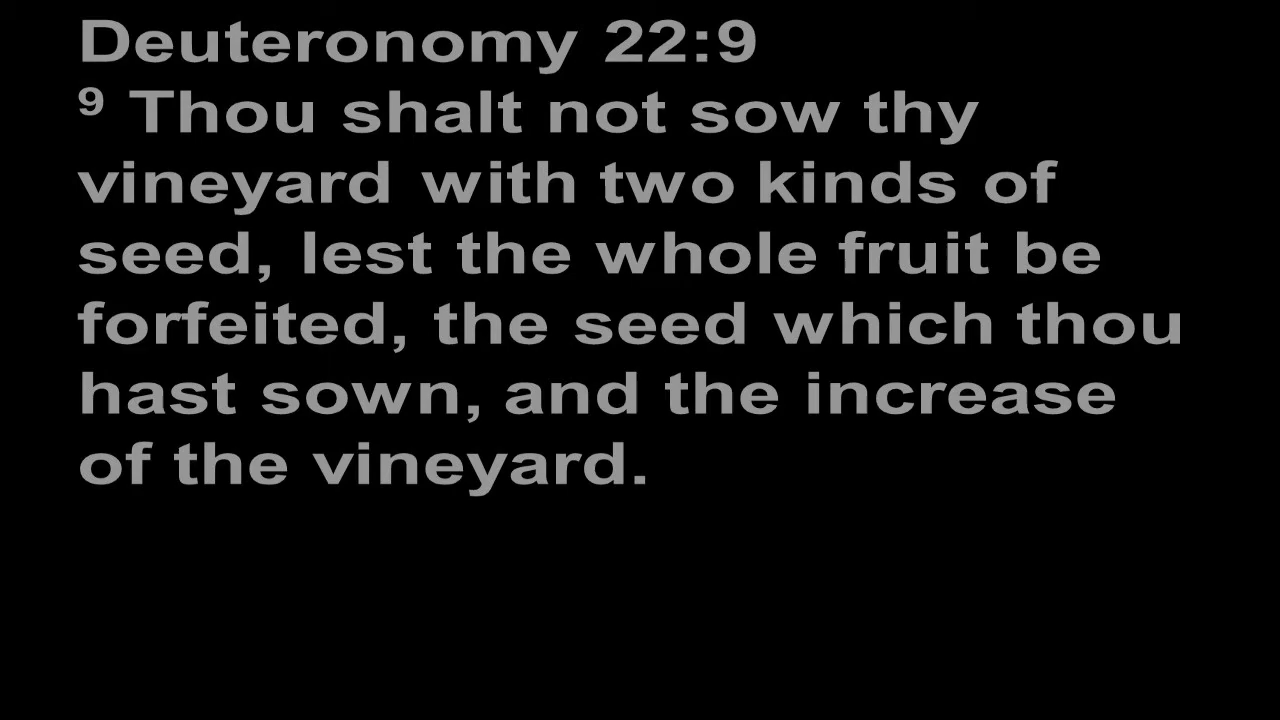 Deuteronomy 22:9
⁹ Thou shalt not sow thy
vineyard with two kinds of
seed, lest the whole fruit be
forfeited, the seed which thou
hast sown, and the increase
of the vineyard.